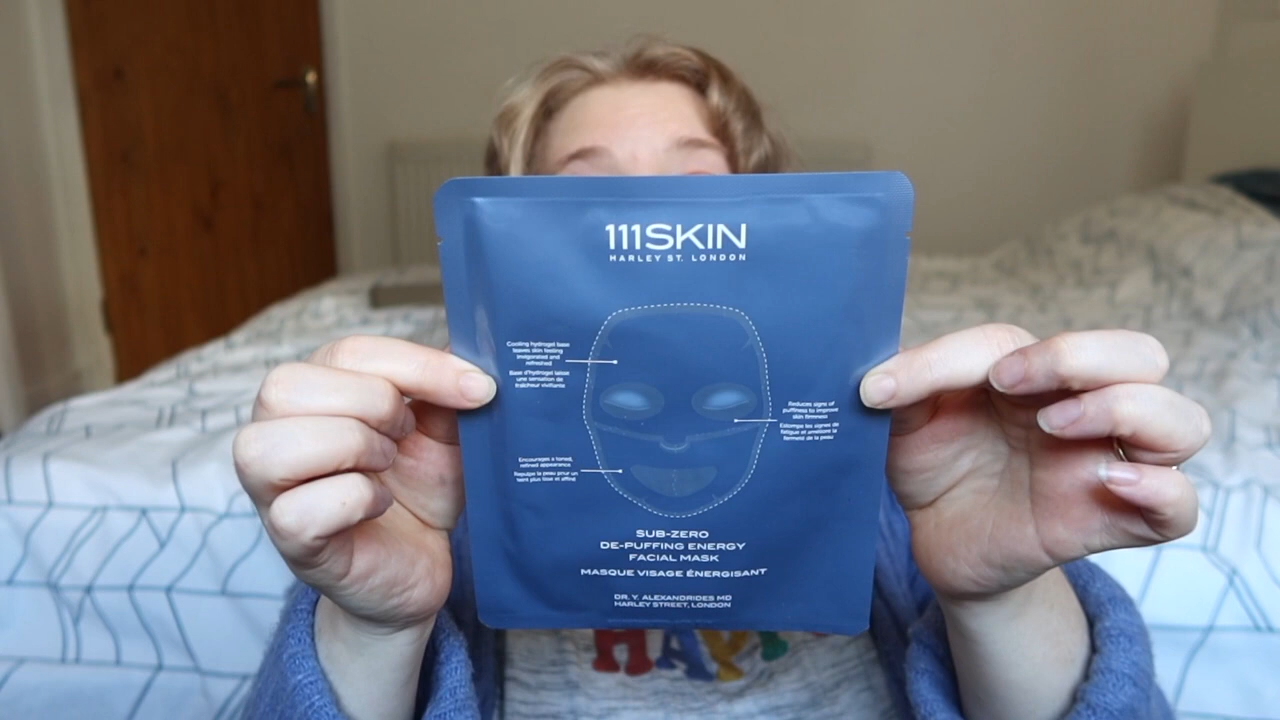 111SKIN
HARLEY ST. LONDON
Cooling hydrogel base
leaves skin feeling
invigorated and
refreshed
Base d'hydrogel laisse
une sensation de
fraîcheur vivifiante
Reduces signs of
puffiness to improve
skin firmness
Estompe les signes de
fatigue et améliore la
fermeté de la peau
Encourages a toned,
refined appearance
Repulpe la peau pour un
teint plus lisse et affiné
SUB-ZERO
DE-PUFFING ENERGY
FACIAL MASK
MASQUE VISAGE ÉNERGISANT
DR. Y. ALEXANDRIDES MD
HARLEY STREET, LONDON